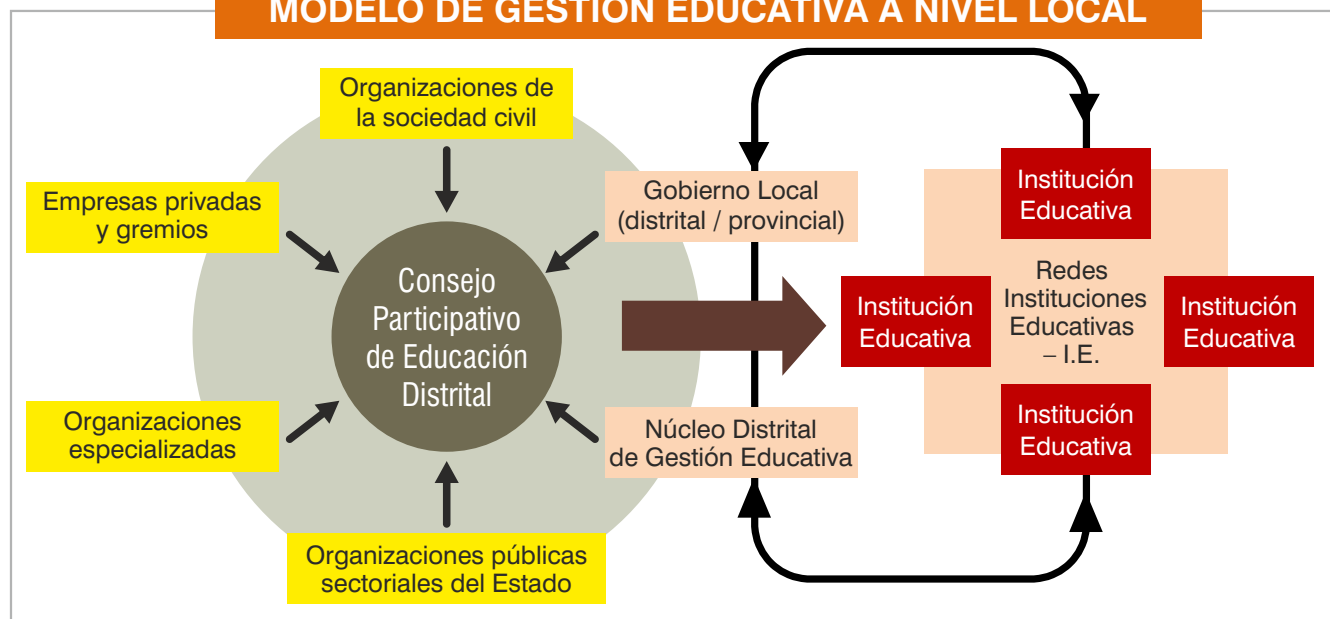 MODELO DE GESTIÓN EDUCATIVA A NIVEL LOCAL
Organizaciones de
la sociedad civil
Empresas privadas
y gremios
Gobierno Local
(distrital / provincial)
Consejo
Participativo
de Educación
Distrital
Organizaciones
especializadas
Núcleo Distrital
de Gestión Educativa
Organizaciones públicas
sectoriales del Estado
Institución
Educativa
Institución
Educativa
Redes
Instituciones
Educativas
– I.E.
Institución
Educativa
Institución
Educativa